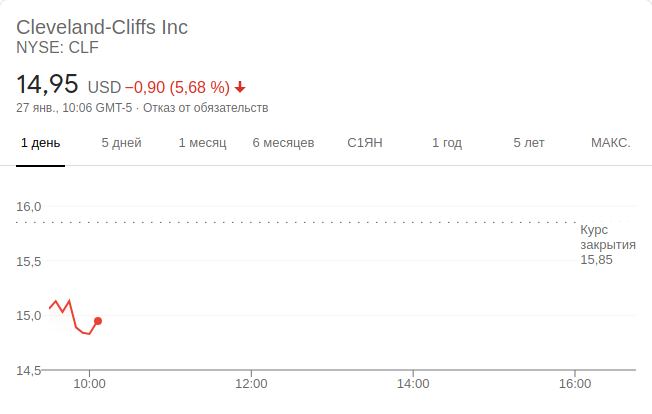 Cleveland-Cliffs Inc
NYSE: CLF
14,95 USD −0,90 (5,68 %)
27 янв., 10:06 GMT-5 · Отказ от обязательств
1 день 5 дней 1 месяц 6 месяцев С1ЯН 1 год 5 лет МАКС.
16,0
Курс
закрытия
15,85
15,5
15,0
14,5
10:00 12:00 14:00 16:00